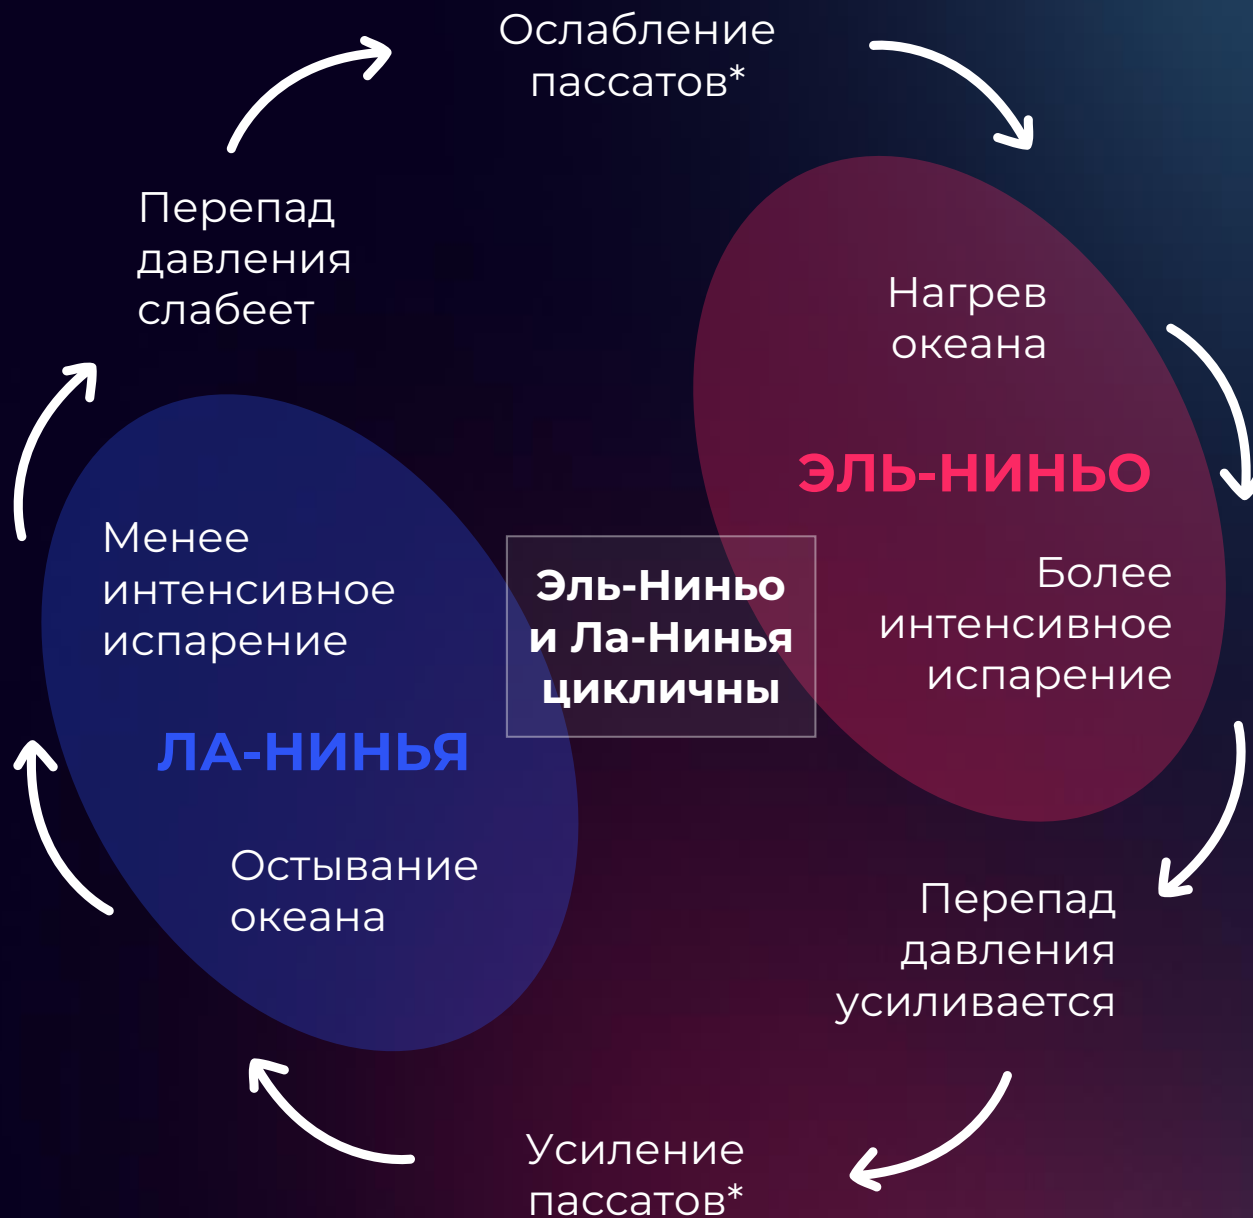 Ослабление
пассатов*
Перепад
давления
слабеет
Нагрев
океана
ЭЛЬ-НИНЬО
Более
интенсивное
испарение
Менее
интенсивное
испарение
Эль-Ниньо
и Ла-Нинья
цикличны
ЛА-НИНЬЯ
Остывание
океана
Перепад
давления
усиливается
Усиление
пассатов*